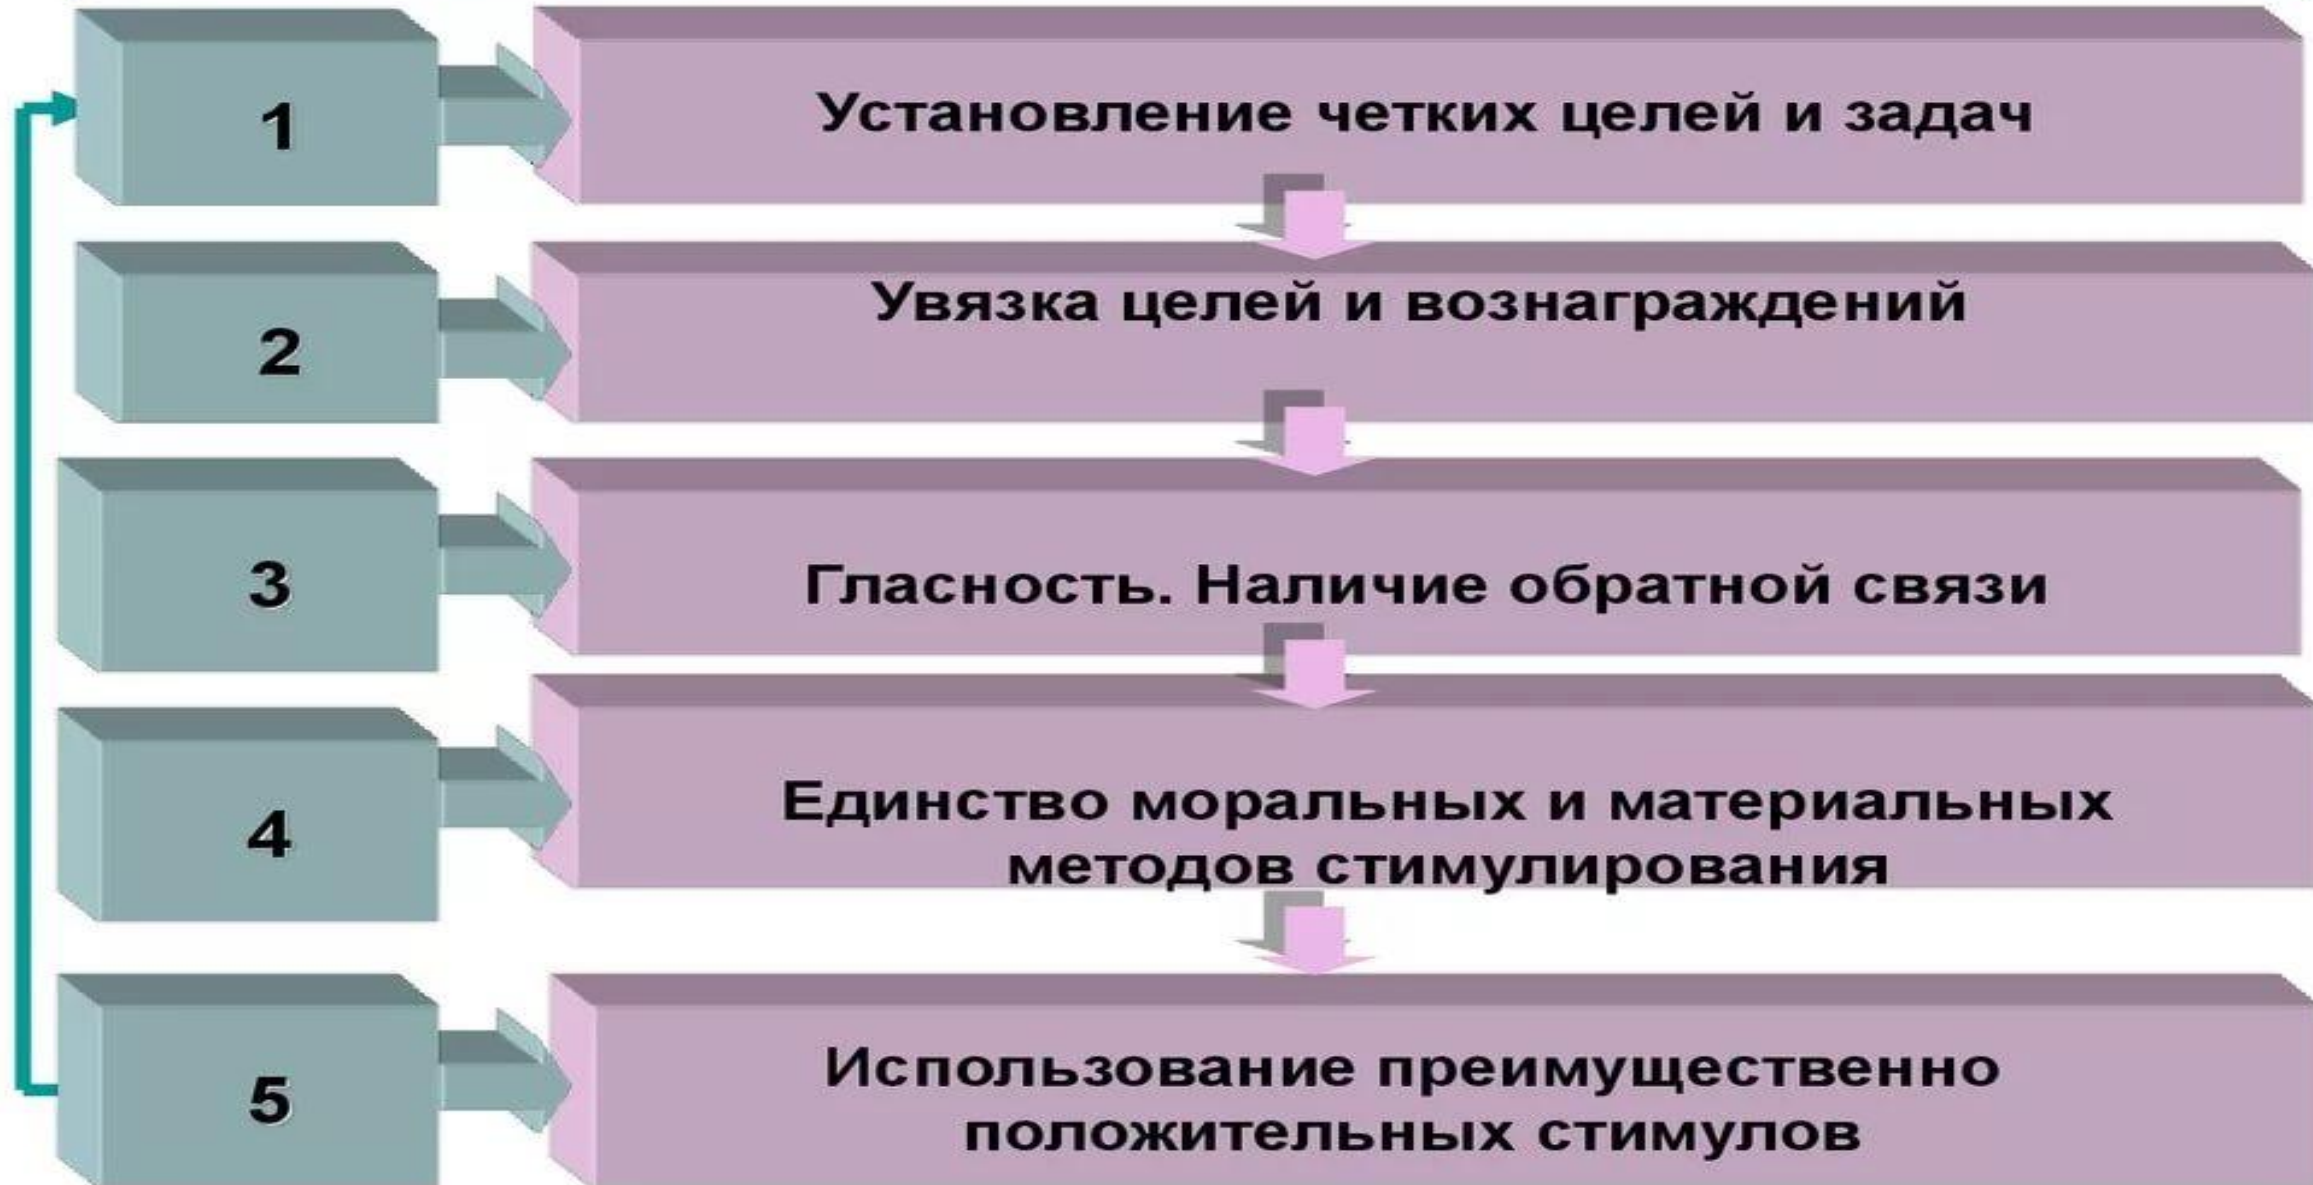 1
Установление четких целей и задач
2
Увязка целей и вознаграждений
3
Гласность. Наличие обратной связи
4
Единство моральных и материальных
методов стимулирования
5
Использование преимущественно
положительных стимулов